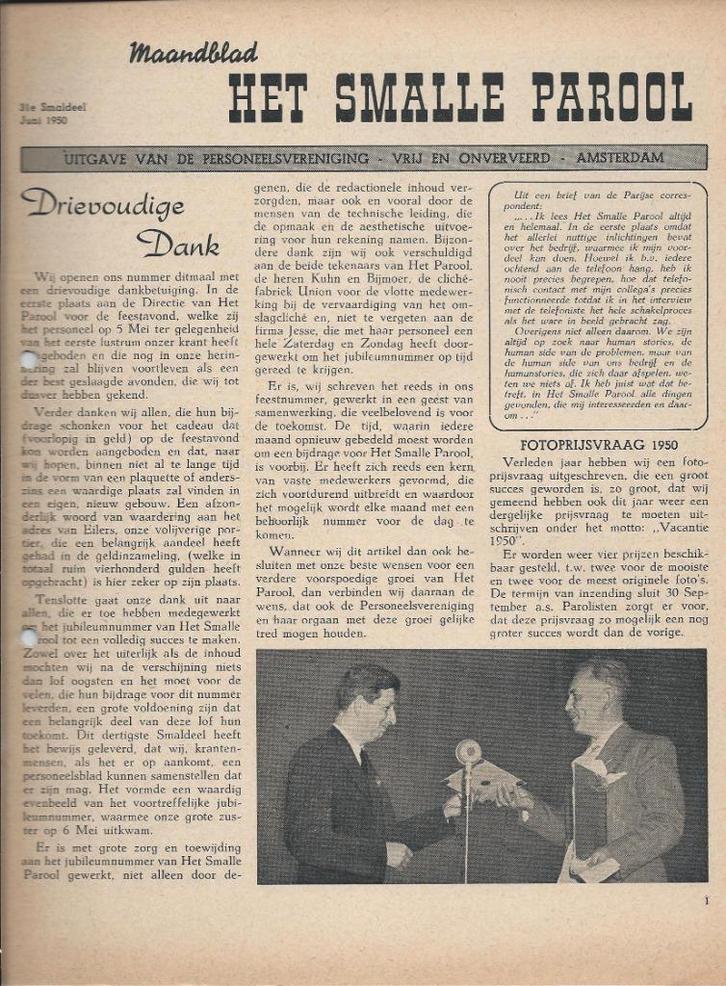 Maandblad
HET SMALLE PAROOL
31e Smaldeel
Juni 1950
UITGAVE VAN DE PERSONEELSVERENIGING - VRIJ EN ONVERVEERD - AMSTERDAM
Drievoudige
Dank
Wij openen ons nummer ditmaal met
een drievoudige dankbetuiging. In de
eerste plaats aan de Directie van Het
Parool voor de feestavond, welke zij
het personeel op 5 Mei ter gelegenheid
van het eerste lustrum onzer krant heeft
geboden en die nog in onze herin-
zal blijven voortleven als een
der best geslaagde avonden, die wij tot
dusver hebben gekend.
Verder danken wij allen, die hun bij-
drage schonken voor het cadeau dat
(voorlopig in geld) op de feestavond
kon worden aangeboden en dat, naar
wij hopen, binnen niet al te lange tijd
in de vorm van een plaquette of anders-
zins een waardige plaats zal vinden in
een eigen, nieuw gebouw. Een afzon-
derlijk woord van waardering aan het
adres van Eilers, onze volijverige por-
tier, die een belangrijk aandeel heeft
gehad in de geldinzameling, (welke in
totaal ruim vierhonderd gulden heeft
opgebracht) is hier zeker op zijn plaats.
Tenslotte gaat onze dank uit naar
allen, die er toe hebben medegewerkt
het jubileumnummer van Het Smalle
rool tot een volledig succes te maken.
Zowel over het uiterlijk als de inhoud
mochten wij na de verschijning niets
dan lof oogsten en het moet voor de
velen, die hun bijdrage voor dit nummer
leverden, een grote voldoening zijn dat
een belangrijk deel van deze lof hun
toekomt. Dit dertigste Smaldeel heeft
het bewijs geleverd, dat wij, kranten-
mensen, als het er op aankomt, een
personeelsblad kunnen samenstellen dat
er zijn mag. Het vormde een waardig
evenbeeld van het voortreffelijke jubi-
leumnummer, waarmee onze grote zus-
ter op 6 Mei uitkwam.
Er is met grote zorg en toewijding
aan het jubileumnummer van Het Smalle
Parool gewerkt, niet alleen door de-
genen, die de redactionele inhoud ver-
zorgden, maar ook en vooral door de
mensen van de technische leiding, die
de opmaak en de aesthetische uitvoe-
ring voor hun rekening namen. Bijzon-
dere dank zijn wij ook verschuldigd
aan de beide tekenaars van Het Parool,
de heren Kuhn en Bijmoer, de cliché-
fabriek Union voor de vlotte medewer-
king bij de vervaardiging van het om-
slagcliché en, niet te vergeten aan de
firma Jesse, die met haar personeel een
hele Zaterdag en Zondag heeft door-
gewerkt om het jubileumnummer op tijd
gereed te krijgen.
Er is, wij schreven het reeds in ons
feestnummer, gewerkt in een geest van
samenwerking, die veelbelovend is voor
de toekomst. De tijd, waarin iedere
maand opnieuw gebedeld moest worden
om een bijdrage voor Het Smalle Parool,
is voorbij. Er heeft zich reeds een kern
van vaste medewerkers gevormd, die
zich voortdurend uitbreidt en waardoor
het mogelijk wordt elke maand met een
behoorlijk nummer voor de dag te
komen.
Wanneer wij dit artikel dan ook be-
sluiten met onze beste wensen voor een
verdere voorspoedige groei van Het
Parool, dan verbinden wij daaraan de
wens, dat ook de Personeelsvereniging
en haar orgaan met deze groei gelijke
tred mogen houden.
Uit een brief van de Parijse corres-
pondent:
„... Ik lees Het Smalle Parool altijd
en helemaal. In de eerste plaats omdat
het allerlei nuttige inlichtingen bevat
over het bedrijf, waarmee ik mijn voor-
deel kan doen. Hoewel ik b.v. iedere
ochtend aan de telefoon hang, heb ik
nooit precies begrepen, hoe dat telefo-
nisch contact met mijn collega's precies
functionneerde totdat ik in het interview
met de telefoniste het hele schakelproces
als het ware in beeld gebracht zag.
Overigens niet alleen daarom. We zijn
altijd op zoek naar human stories, de
human side van de problemen, maar van
de human side van ons bedrijf en de
humanstories, die zich daar afspelen, we-
ten we niets af. Ik heb juist wat dat be-
treft, in Het Smalle Parool alle dingen
gevonden, die mij interesseerden en daar-
om ..."
FOTOPRIJSVRAAG 1950
Verleden jaar hebben wij een foto-
prijsvraag uitgeschreven, die een groot
succes geworden is, zo groot, dat wij
gemeend hebben ook dit jaar weer een
dergelijke prijsvraag te moeten uit-
schrijven onder het motto: „Vacantie
1950".
Er worden weer vier prijzen beschik-
baar gesteld, t.w. twee voor de mooiste
en twee voor de meest originele foto's.
De termijn van inzending sluit 30 Sep-
tember a.s. Parolisten zorgt er voor,
dat deze prijsvraag zo mogelijk een nog
groter succes wordt dan de vorige.
1